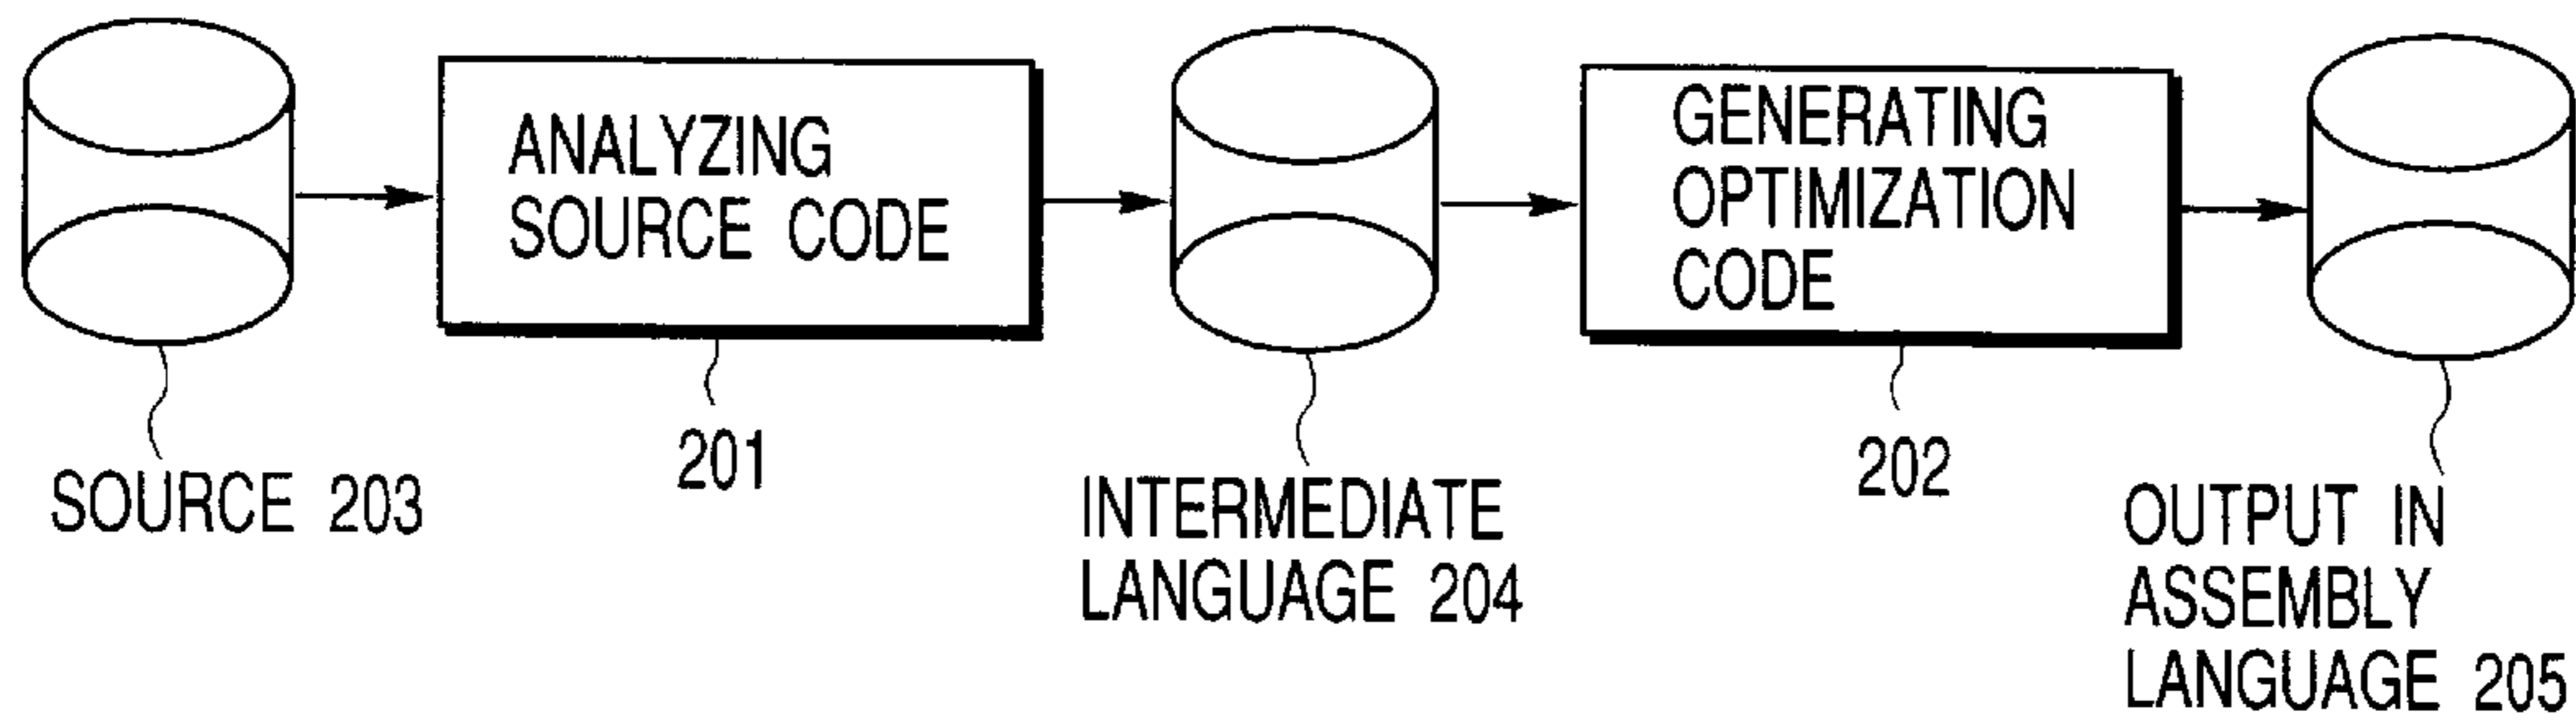 ANALYZING
SOURCE CODE
GENERATING
OPTIMIZATION
CODE
SOURCE 203
201
INTERMEDIATE
LANGUAGE 204
202
OUTPUT IN
ASSEMBLY
LANGUAGE 205